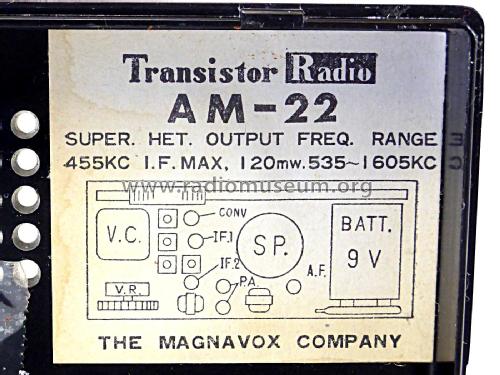 Transistor Radio
AM-22
SUPER. HET. OUTPUT FREQ. RANGE
455KC I.F. MAX, 120mw. 535~1605KC
www.radiomuseum.org
CONV
V.C.
IF.1
SP.
BATT.
9 V
IF.2
A.F.
P.A.
V.R.
THE MAGNAVOX COMPANY